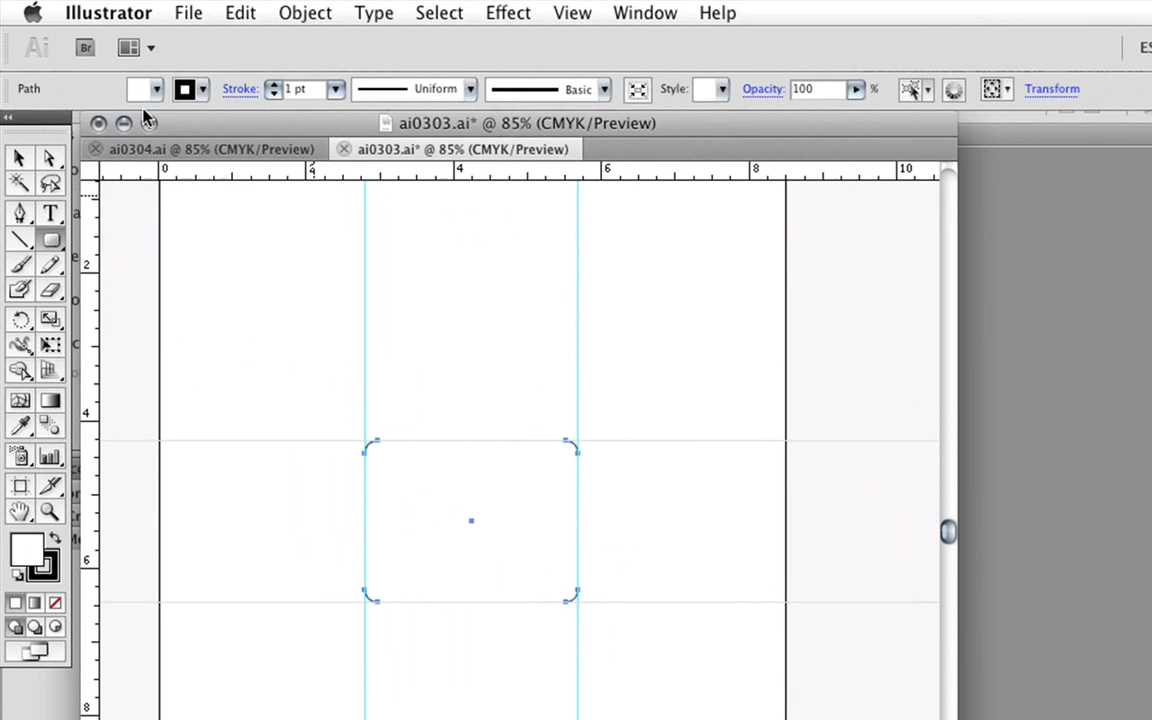 Illustrator File Edit Object Type Select Effect View Window Help
Ai Br ES
Path Stroke: 1 pt Uniform Basic Style: Opacity: 100 % Transform
ai0303.ai* @ 85% (CMYK/Preview)
ai0304.ai @ 85% (CMYK/Preview) ai0303.ai* @ 85% (CMYK/Preview)
0 4 6 8 10
T
2
4
6
8